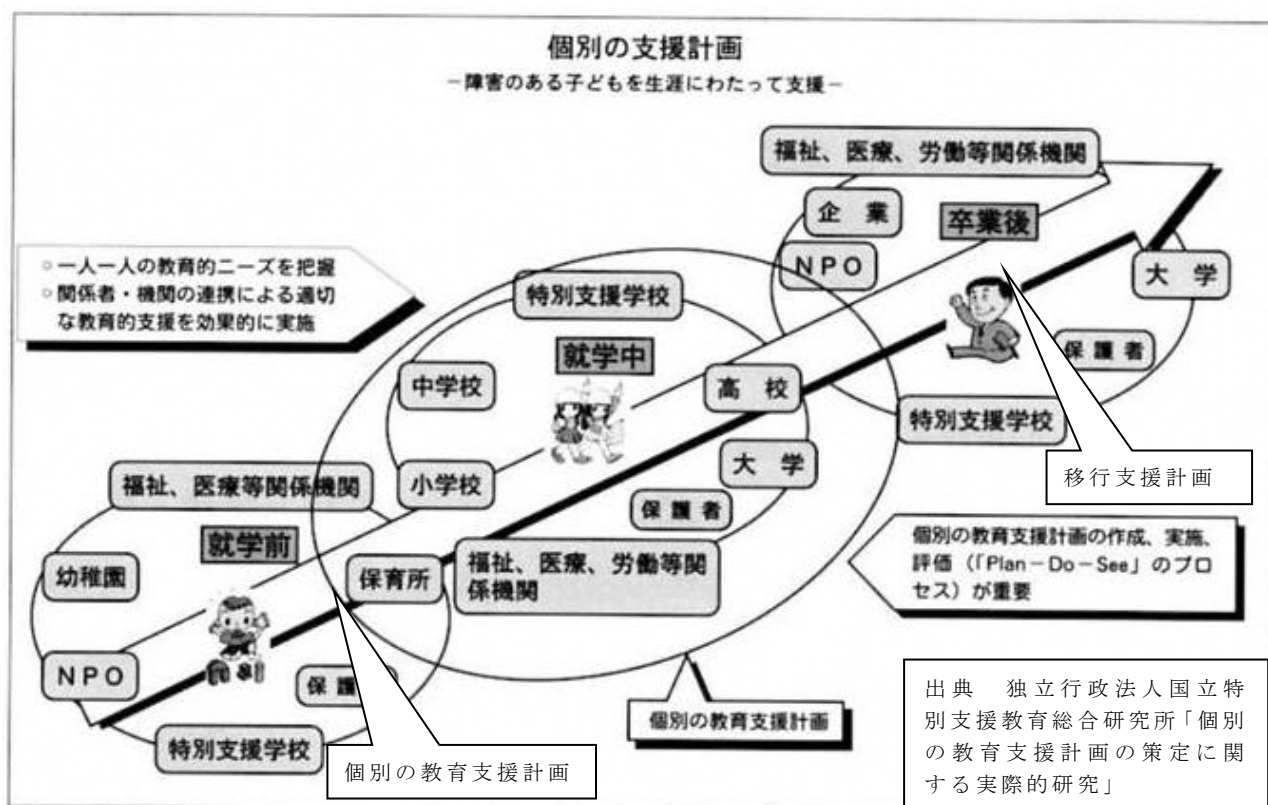 個別の支援計画
－障害のある子どもを生涯にわたって支援－
福祉、医療、労働等関係機関
企業
卒業後
NPO
大学
保護者
特別支援学校
移行支援計画
○一人一人の教育的ニーズを把握
○関係者・機関の連携による適切
な教育的支援を効果的に実施
特別支援学校
就学中
中学校
高校
小学校
大学
保護者
福祉、医療、労働等関
係機関
福祉、医療等関係機関
就学前
幼稚園
保育所
NPO
保護
特別支援学校
個別の教育支援計画
個別の教育支援計画
個別の教育支援計画の作成、実施、
評価（「Plan－Do－See」のプロ
セス）が重要
出典　独立行政法人国立特
別支援教育総合研究所「個別
の教育支援計画の策定に関
する実際的研究」